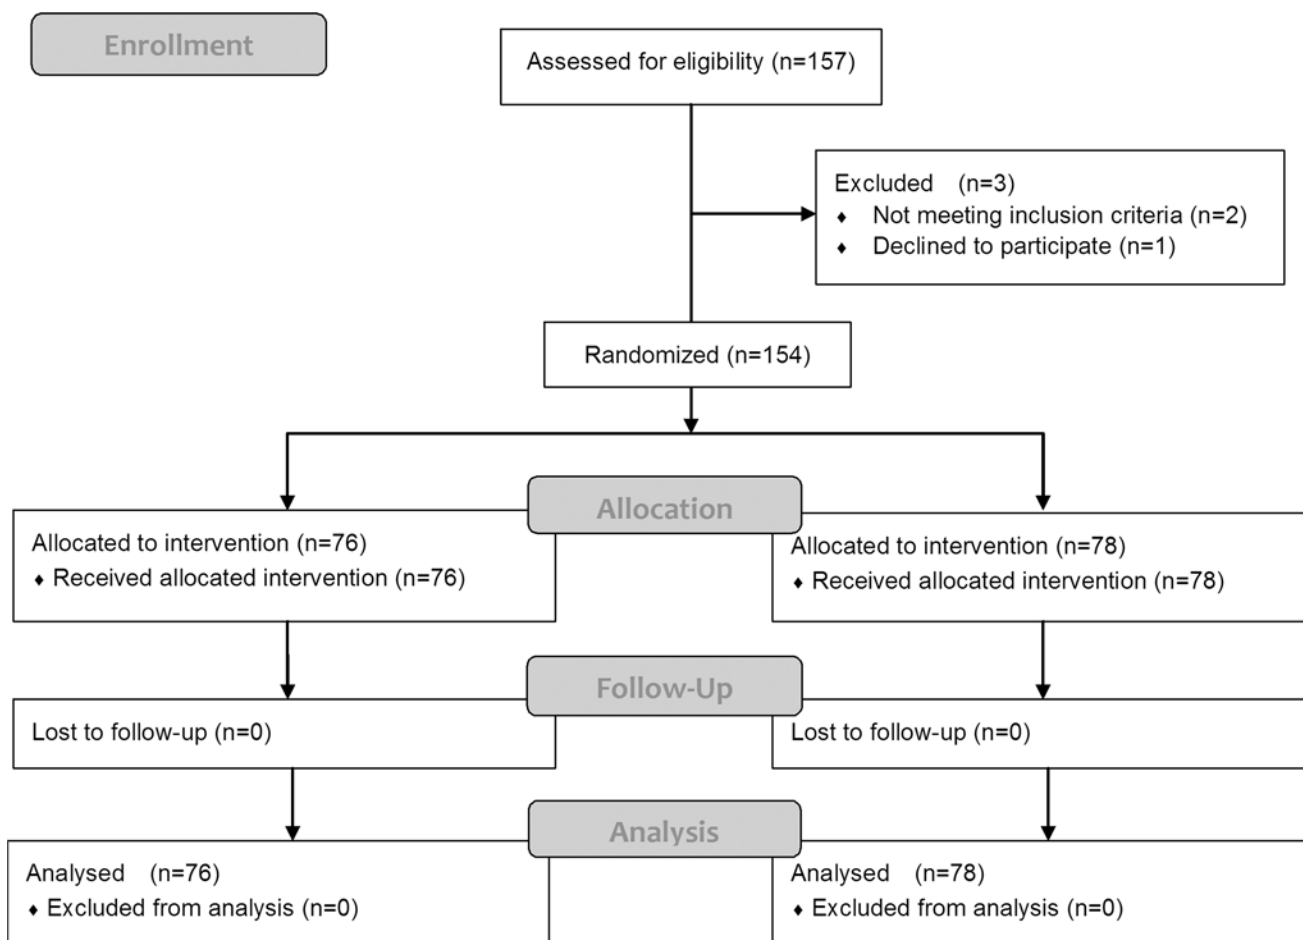 Enrollment
Assessed for eligibility (n=157)
Excluded (n=3)
♦ Not meeting inclusion criteria (n=2)
♦ Declined to participate (n=1)
Randomized (n=154)
Allocation
Allocated to intervention (n=76)
♦ Received allocated intervention (n=76)
Allocated to intervention (n=78)
♦ Received allocated intervention (n=78)
Follow-Up
Lost to follow-up (n=0)
Lost to follow-up (n=0)
Analysis
Analysed (n=76)
♦ Excluded from analysis (n=0)
Analysed (n=78)
♦ Excluded from analysis (n=0)